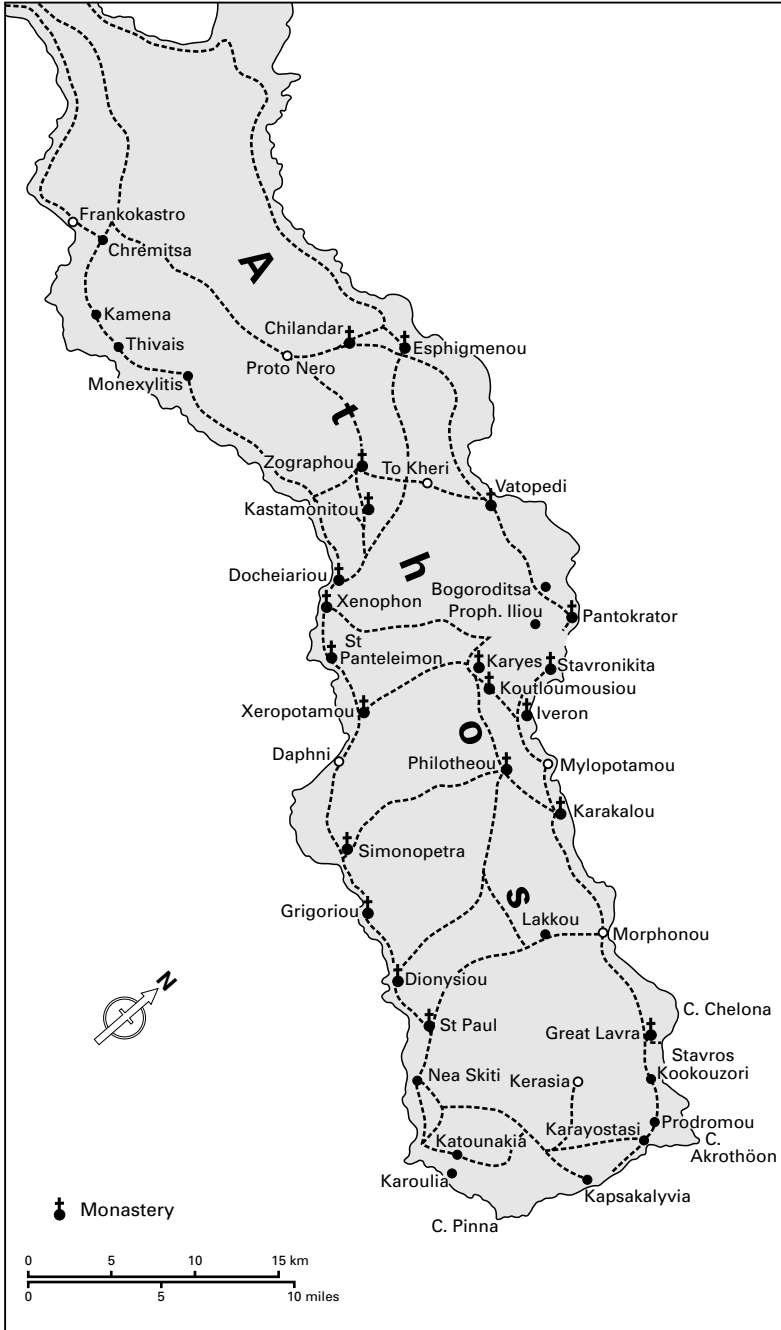 Frankokastro
Chremitsa
A
Kamena
Chilandar
Thivais
Esphigmenou
Proto Nero
Monexylitis
t
Zographou
To Kheri
Vatopedi
Kastamonitou
h
Docheiariou
Bogoroditsa
Xenophon
Proph. Iliou
Pantokrator
St
Panteleimon
Karyes
Stavronikita
Koutloumousiou
Xeropotamou
Iveron
o
Daphni
Philotheou
Mylopotamou
Karakalou
Simonopetra
s
Grigoriou
Lakkou
Morphonou
N
Dionysiou
C. Chelona
St Paul
Great Lavra
Stavros
Kookouzori
Nea Skiti
Kerasia
Prodromou
Karayostasi
C.
Akrothöon
Katounakia
Karoulia
Kapsakalyvia
Monastery
C. Pinna
0 5 10 15 km
0 5 10 miles